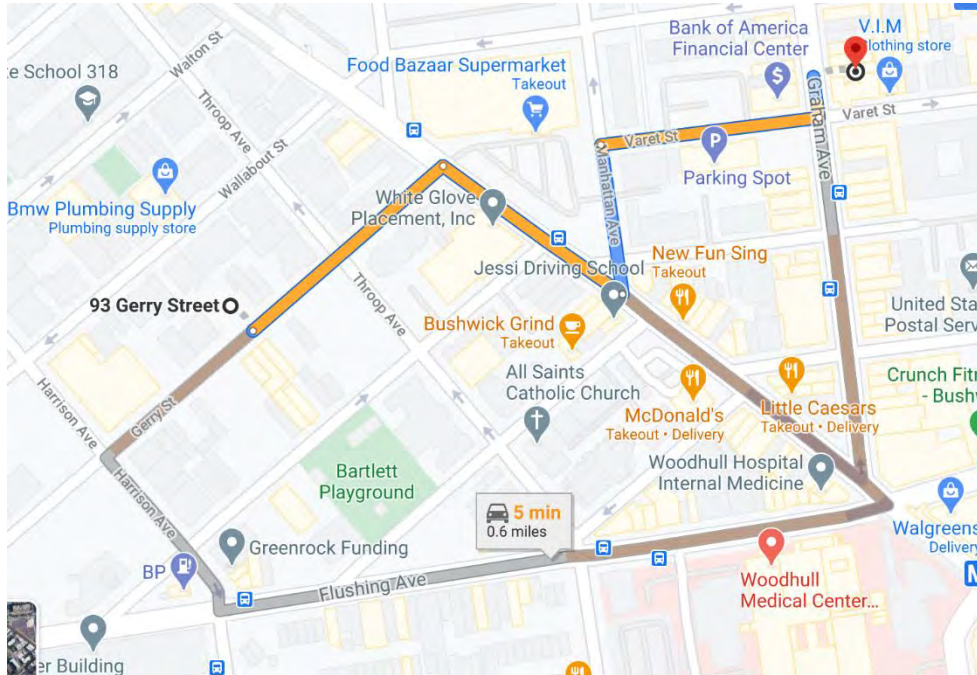 Walton St
Bank of America
Financial Center
V.I.M
Clothing store
te School 318
Food Bazaar Supermarket
Takeout
Throop Ave
Graham Ave
Varet St
Varet St
Wallabout St
Manhattan Ave
Parking Spot
Bmw Plumbing Supply
Plumbing supply store
White Glove
Placement, Inc
New Fun Sing
Takeout
Jessi Driving School
93 Gerry Street
Throop Ave
United Sta
Postal Serv
Bushwick Grind
Takeout
All Saints
Catholic Church
Crunch Fitn
- Bushw
McDonald's
Takeout • Delivery
Little Caesars
Takeout • Delivery
Harrison Ave
Gerry St
Woodhull Hospital
Internal Medicine
Bartlett
Playground
Harrison Ave
5 min
0.6 miles
Walgreens
Delivery
Greenrock Funding
BP
Flushing Ave
Woodhull
Medical Center...
er Building